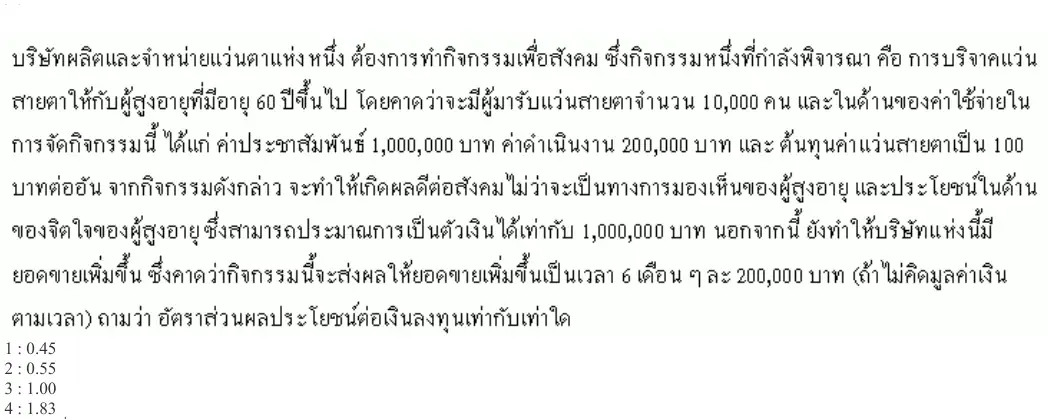 บริษัทผลิตและจำหน่ายแว่นตาแห่งหนึ่ง ต้องการทำกิจกรรมเพื่อสังคม ซึ่งกิจกรรมหนึ่งที่กำลังพิจารณา คือ การบริจาคแว่น
สายตาให้กับผู้สูงอายุที่มีอายุ 60 ปีขึ้นไป โดยคาดว่าจะมีผู้มารับแว่นสายตาจำนวน 10,000 คน และในด้านของค่าใช้จ่ายใน
การจัดกิจกรรมนี้ ได้แก่ ค่าประชาสัมพันธ์ 1,000,000 บาท ค่าดำเนินงาน 200,000 บาท และ ต้นทุนค่าแว่นสายตาเป็น 100
บาทต่ออัน จากกิจกรรมดังกล่าว จะทำให้เกิดผลดีต่อสังคมไม่ว่าจะเป็นทางการมองเห็นของผู้สูงอายุ และประโยชน์ในด้าน
ของจิตใจของผู้สูงอายุ ซึ่งสามารถประมาณการเป็นตัวเงินได้เท่ากับ 1,000,000 บาท นอกจากนี้ ยังทำให้บริษัทแห่งนี้มี
ยอดขายเพิ่มขึ้น ซึ่งคาดว่ากิจกรรมนี้จะส่งผลให้ยอดขายเพิ่มขึ้นเป็นเวลา 6 เดือน ๆ ละ 200,000 บาท (ถ้าไม่คิดมูลค่าเงิน
ตามเวลา) ถามว่า อัตราส่วนผลประโยชน์ต่อเงินลงทุนเท่ากับเท่าใด
1 : 0.45
2 : 0.55
3 : 1.00
4 : 1.83